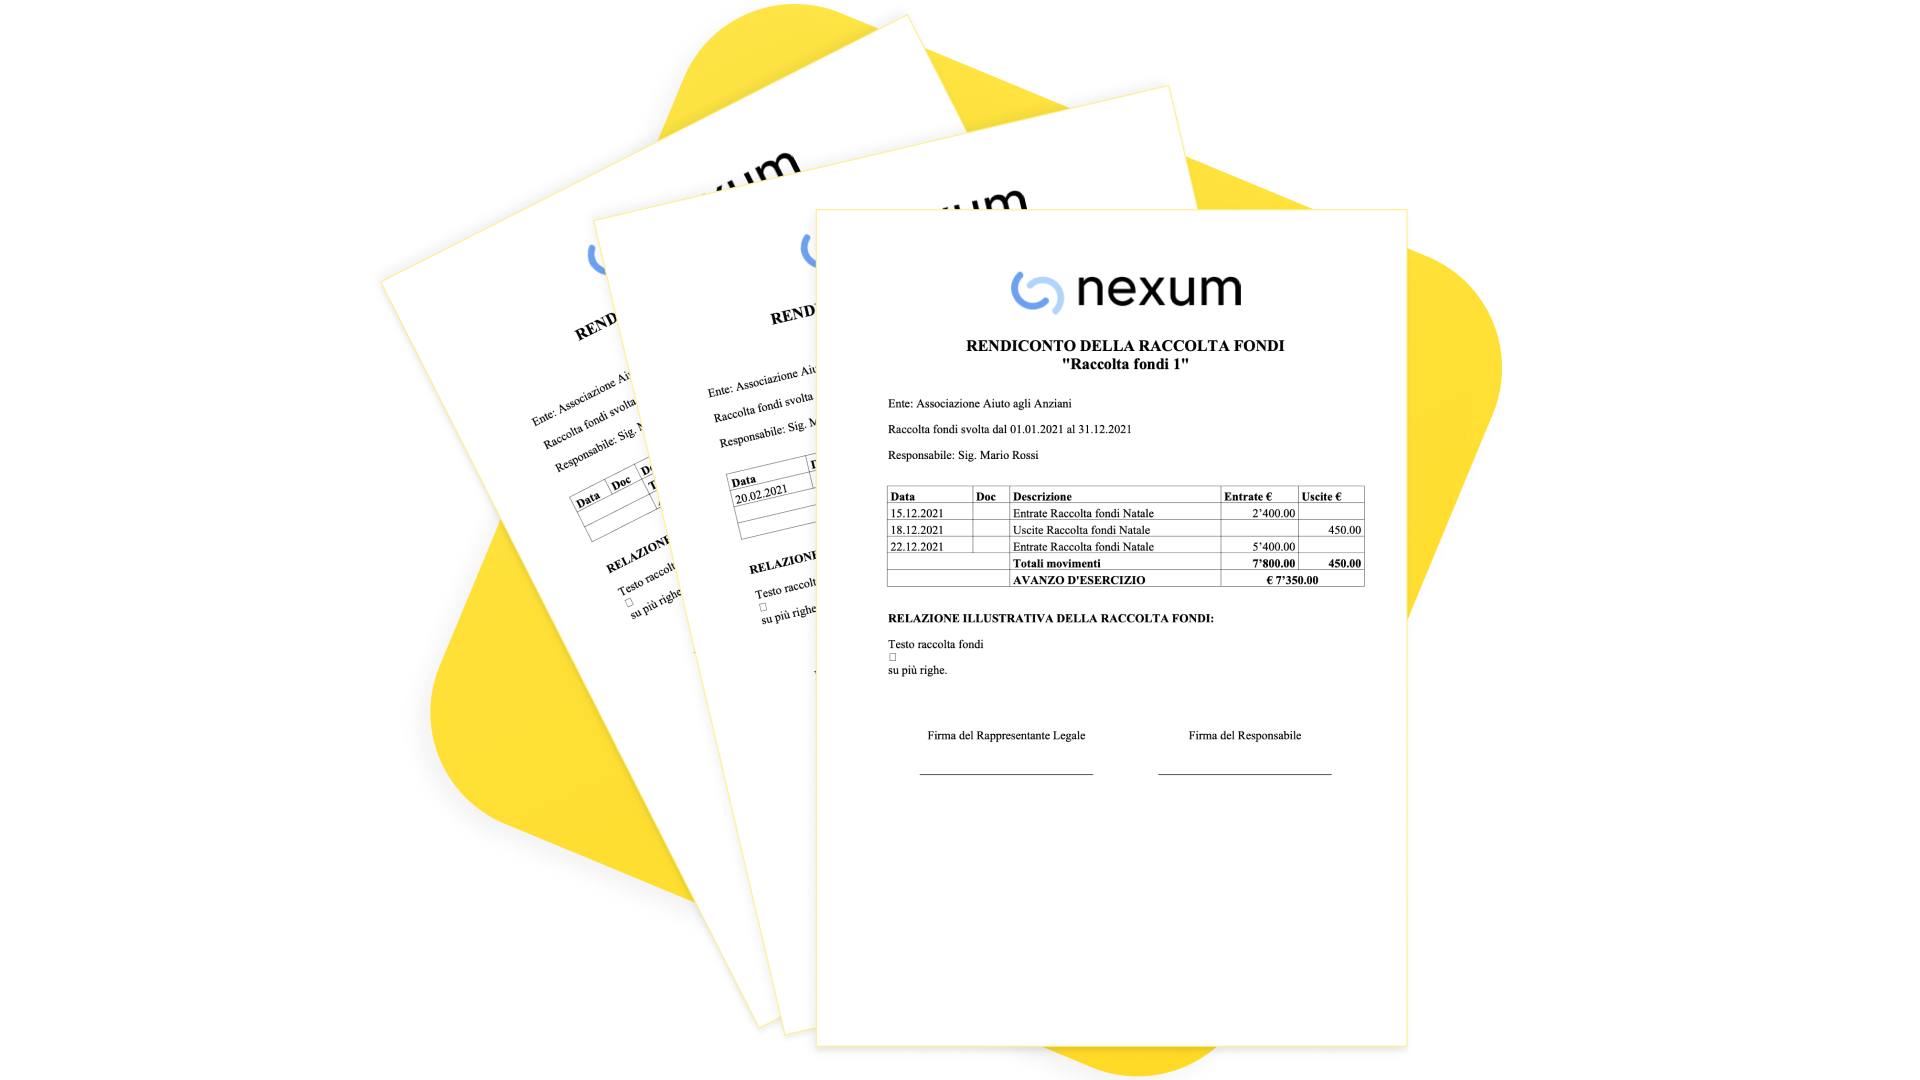 xum
REND
Ente: Associazione Ai
Raccolta fondi svolta
Responsabile: Sig. M
Data Doc
RELAZIONE
Testo raccolt
su più righe
xum
REND
Ente: Associazione Aiu
Raccolta fondi svolta
Responsabile: Sig. M
Data
20.02.2021
RELAZIONE
Testo raccolt
su più righe
nexum
RENDICONTO DELLA RACCOLTA FONDI
"Raccolta fondi 1"
Ente: Associazione Aiuto agli Anziani
Raccolta fondi svolta dal 01.01.2021 al 31.12.2021
Responsabile: Sig. Mario Rossi
Data Doc Descrizione Entrate € Uscite €
15.12.2021 Entrate Raccolta fondi Natale 2’400.00
18.12.2021 Uscite Raccolta fondi Natale 450.00
22.12.2021 Entrate Raccolta fondi Natale 5’400.00
Totali movimenti 7’800.00 450.00
AVANZO D'ESERCIZIO € 7’350.00
RELAZIONE ILLUSTRATIVA DELLA RACCOLTA FONDI:
Testo raccolta fondi
su più righe.
Firma del Rappresentante Legale Firma del Responsabile